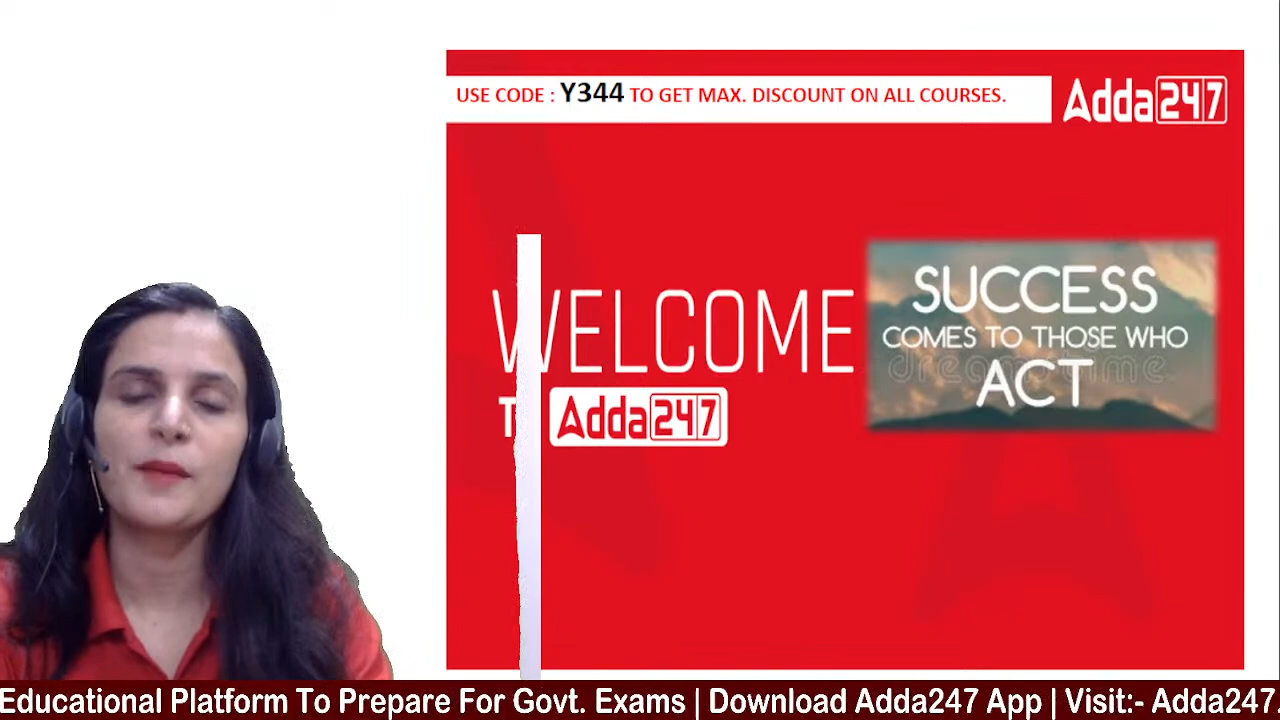 USE CODE : Y344 TO GET MAX. DISCOUNT ON ALL COURSES.
Adda247
WELCOME
Adda247
SUCCESS
COMES TO THOSE WHO
ACT
dreamstime
Educational Platform To Prepare For Govt. Exams | Download Adda247 App | Visit:- Adda247.